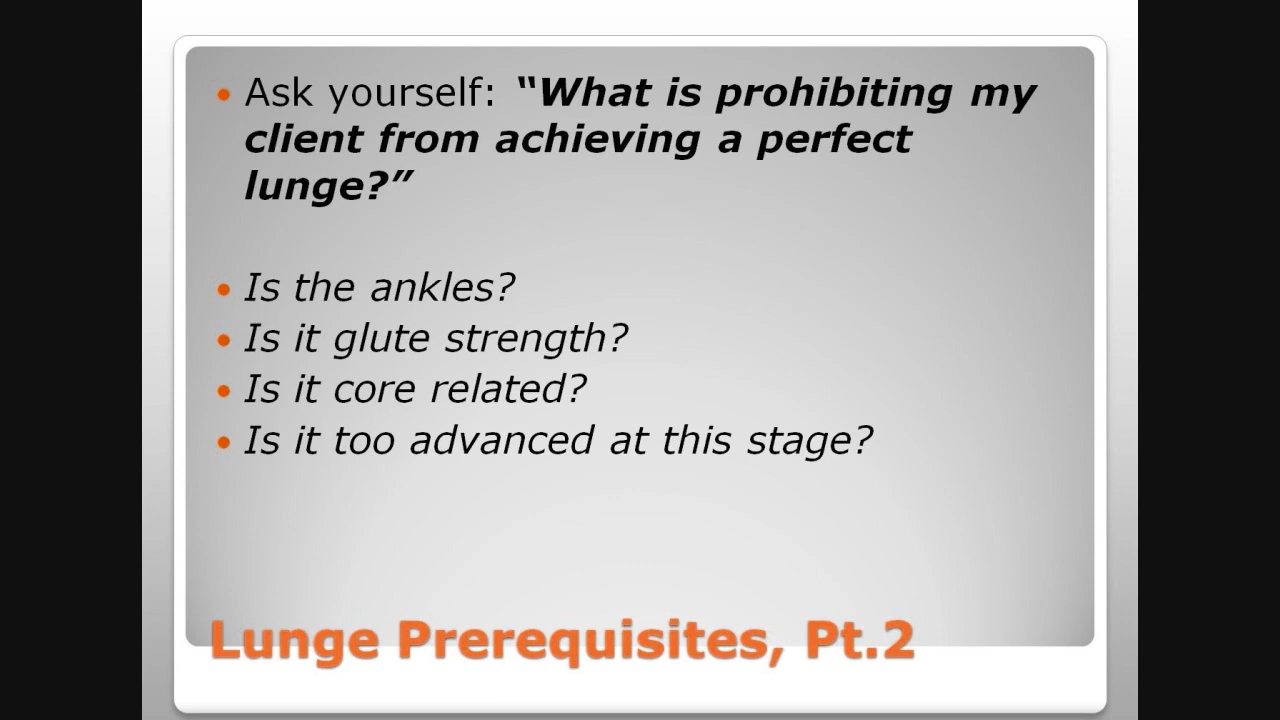 Ask yourself: “What is prohibiting my
client from achieving a perfect
lunge?”
Is the ankles?
Is it glute strength?
Is it core related?
Is it too advanced at this stage?
Lunge Prerequisites, Pt.2